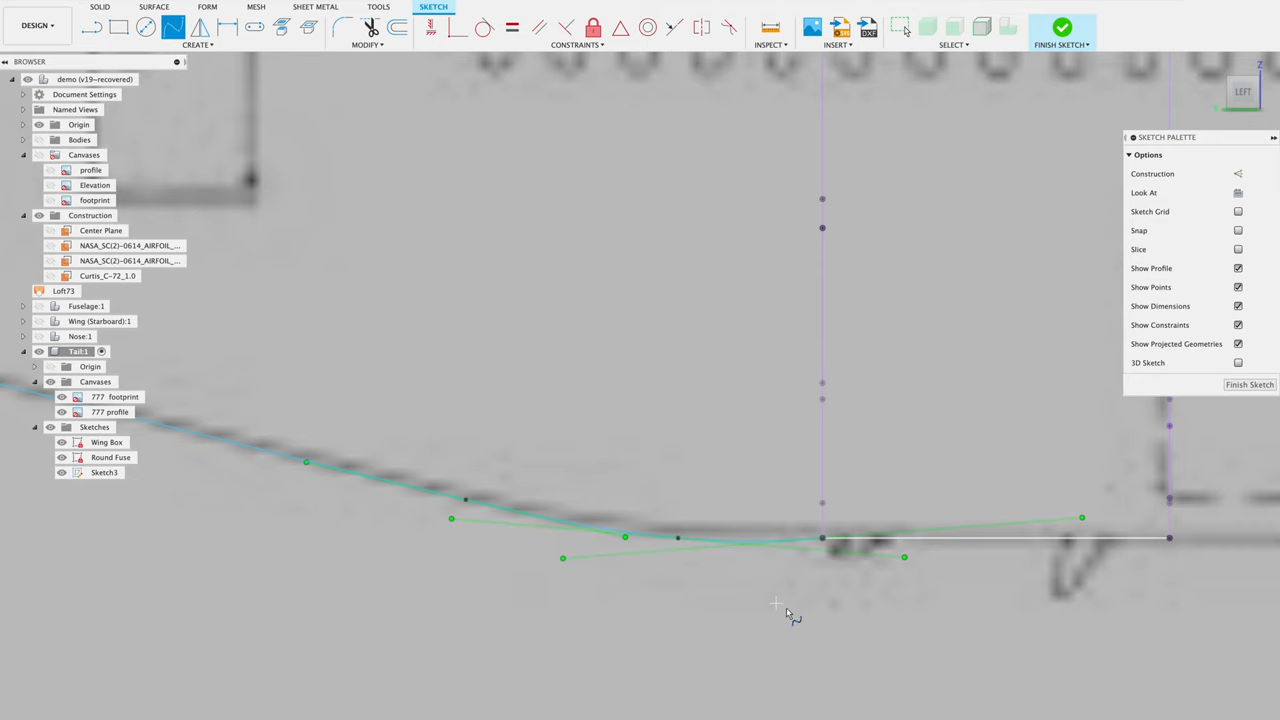 SOLID SURFACE FORM MESH SHEET METAL TOOLS SKETCH
DESIGN
CREATE MODIFY CONSTRAINTS INSPECT INSERT SELECT FINISH SKETCH
BROWSER
demo (v19~recovered)
Document Settings
Named Views
Origin
Bodies
Canvases
profile
Elevation
footprint
Construction
Center Plane
NASA_SC(2)-0614_AIRFOIL_...
NASA_SC(2)-0614_AIRFOIL_...
Curtis_C-72_1.0
Loft73
Fuselage:1
Wing (Starboard):1
Nose:1
Tail:1
Origin
Canvases
777 footprint
777 profile
Sketches
Wing Box
Round Fuse
Sketch3
Z
LEFT
SKETCH PALETTE
Options
Construction
Look At
Sketch Grid
Snap
Slice
Show Profile
Show Points
Show Dimensions
Show Constraints
Show Projected Geometries
3D Sketch
Finish Sketch